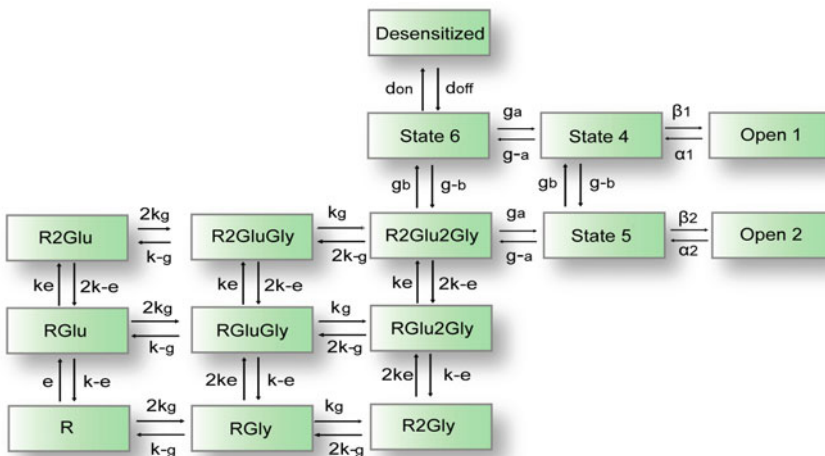 Desensitized
don doff
ga β1
State 6 State 4 Open 1
g-a α1
gb g-b gb g-b
2kg kg ga β2
R2Glu R2GluGly R2Glu2Gly State 5 Open 2
k-g 2k-g g-a α2
ke 2k-e ke 2k-e ke 2k-e
2kg kg
RGlu RGluGly RGlu2Gly
k-g 2k-g
e k-e 2ke k-e 2ke k-e
2kg kg
R RGly R2Gly
k-g 2k-g